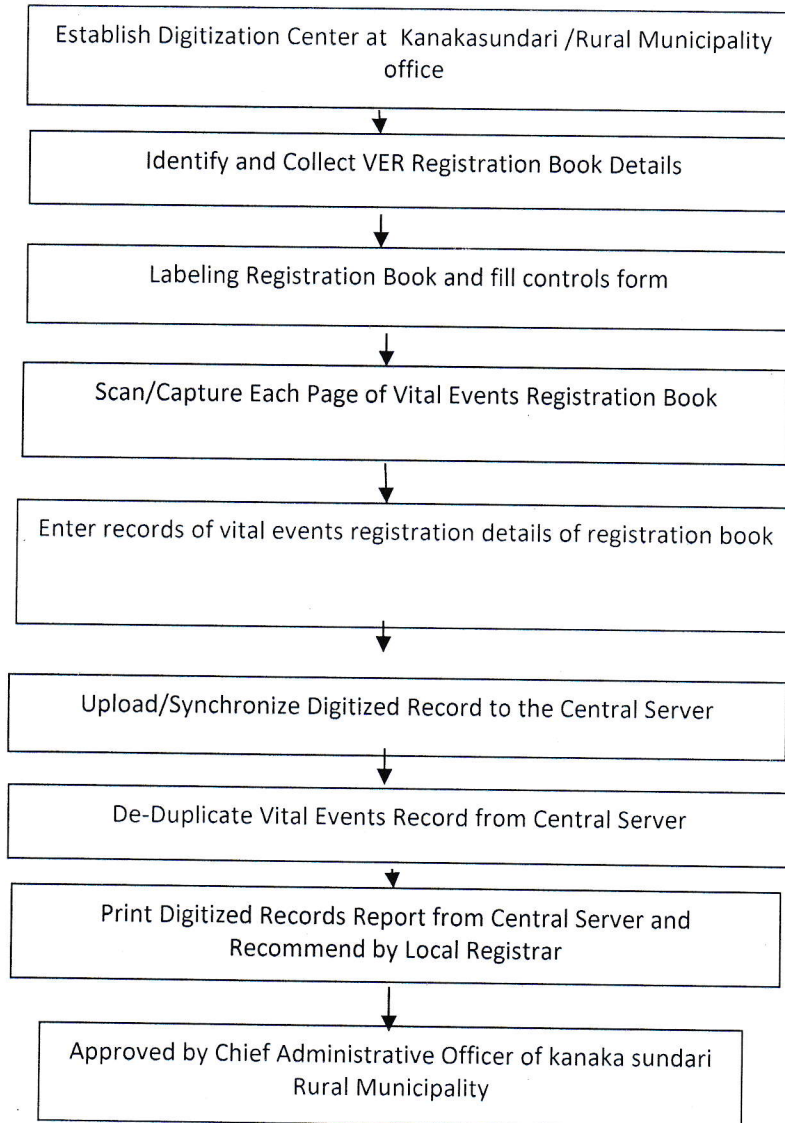 Establish Digitization Center at Kanakasundari /Rural Municipality
office
Identify and Collect VER Registration Book Details
Labeling Registration Book and fill controls form
Scan/Capture Each Page of Vital Events Registration Book
Enter records of vital events registration details of registration book
Upload/Synchronize Digitized Record to the Central Server
De-Duplicate Vital Events Record from Central Server
Print Digitized Records Report from Central Server and
Recommend by Local Registrar
Approved by Chief Administrative Officer of kanaka sundari
Rural Municipality